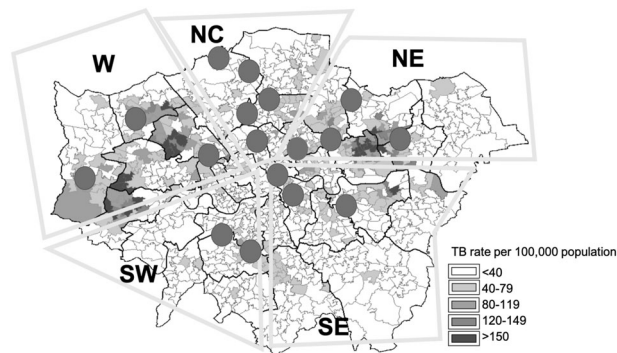 NC
W
NE
SW
SE
TB rate per 100,000 population
<40
40-79
80-119
120-149
>150